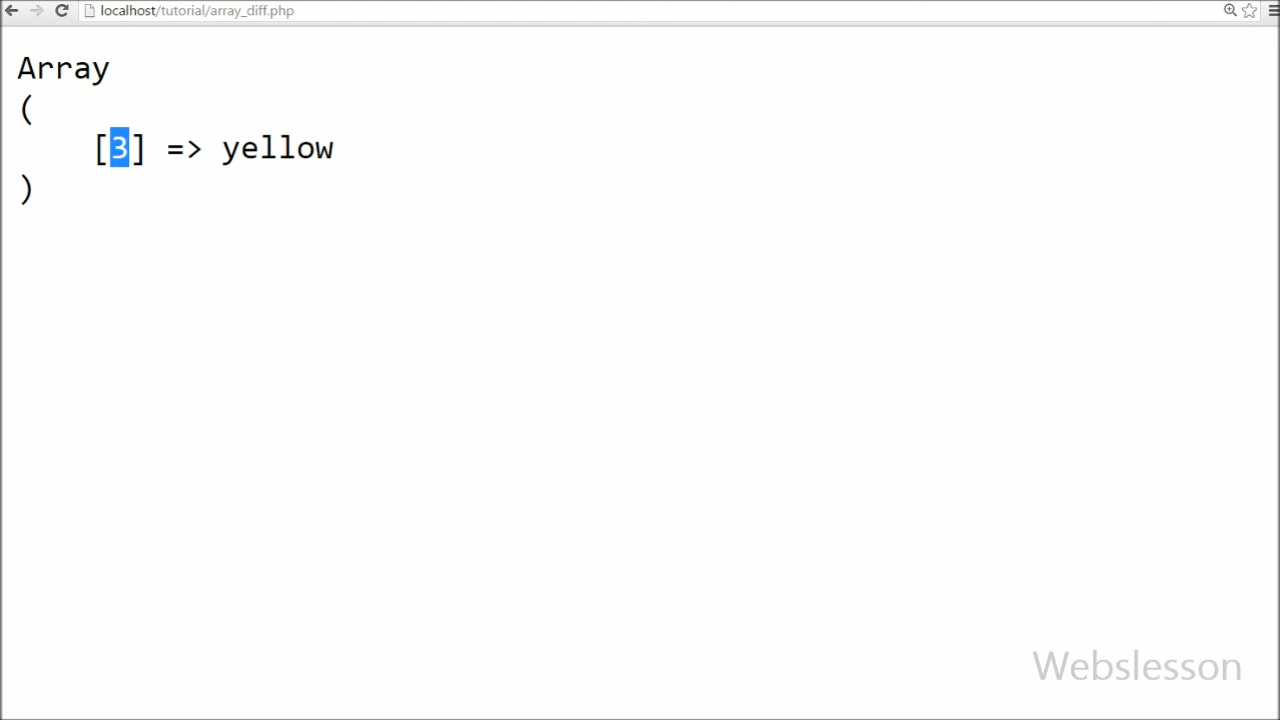 localhost/tutorial/array_diff.php
Array
(
    [3] => yellow
)
Webslesson